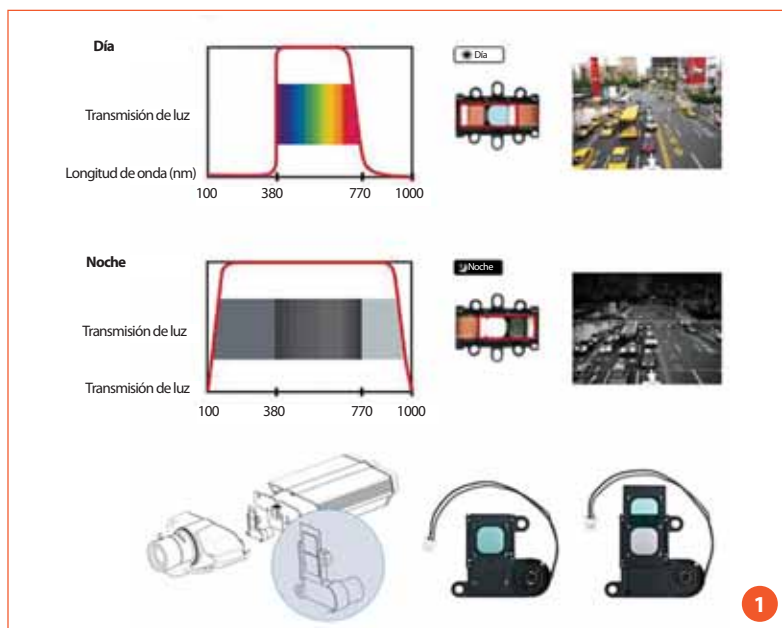 Día
Día
Transmisión de luz
Longitud de onda (nm)
100 380 770 1000
Noche
Noche
Transmisión de luz
Transmisión de luz
100 380 770 1000
1